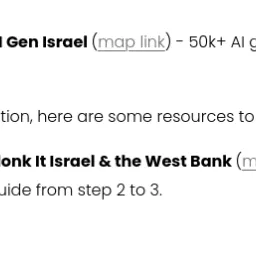 Gen Israel (map link) - 50k+ AI
tion, here are some resources to
onk It Israel & the West Bank (
uide from step 2 to 3.